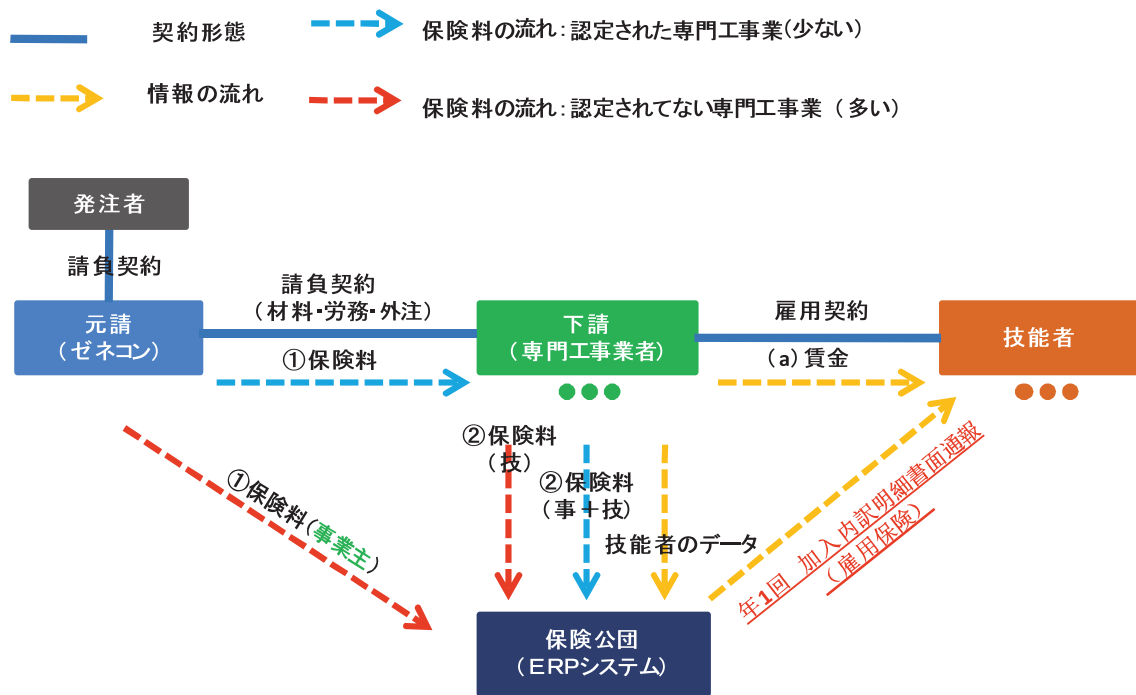 契約形態
保険料の流れ：認定された専門工事業（少ない）
情報の流れ
保険料の流れ：認定されてない専門工事業（多い）
発注者
請負契約
元請
（ゼネコン）
請負契約
（材料・労務・外注）
①保険料
下請
（専門工事業者）
雇用契約
(a) 賃金
技能者
①保険料（事業主）
②保険料
（技）
②保険料
（事＋技）
技能者のデータ
年1回　加入内訳明細書面通報
（雇用保険）
保険公団
（ERPシステム）